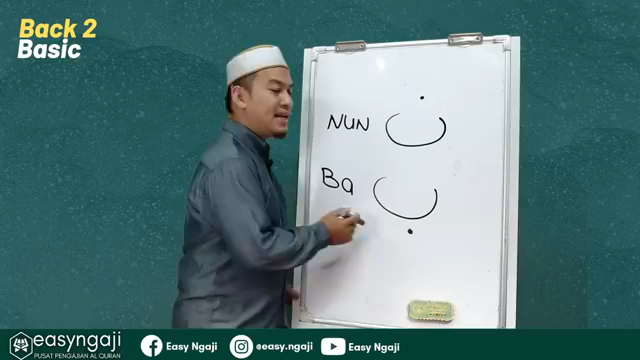 Back 2
Basic
NUN ن
Ba ب
easyngaji
PUSAT PENGAJIAN AL QURAN
Easy Ngaji
@easy.ngaji
Easy Ngaji